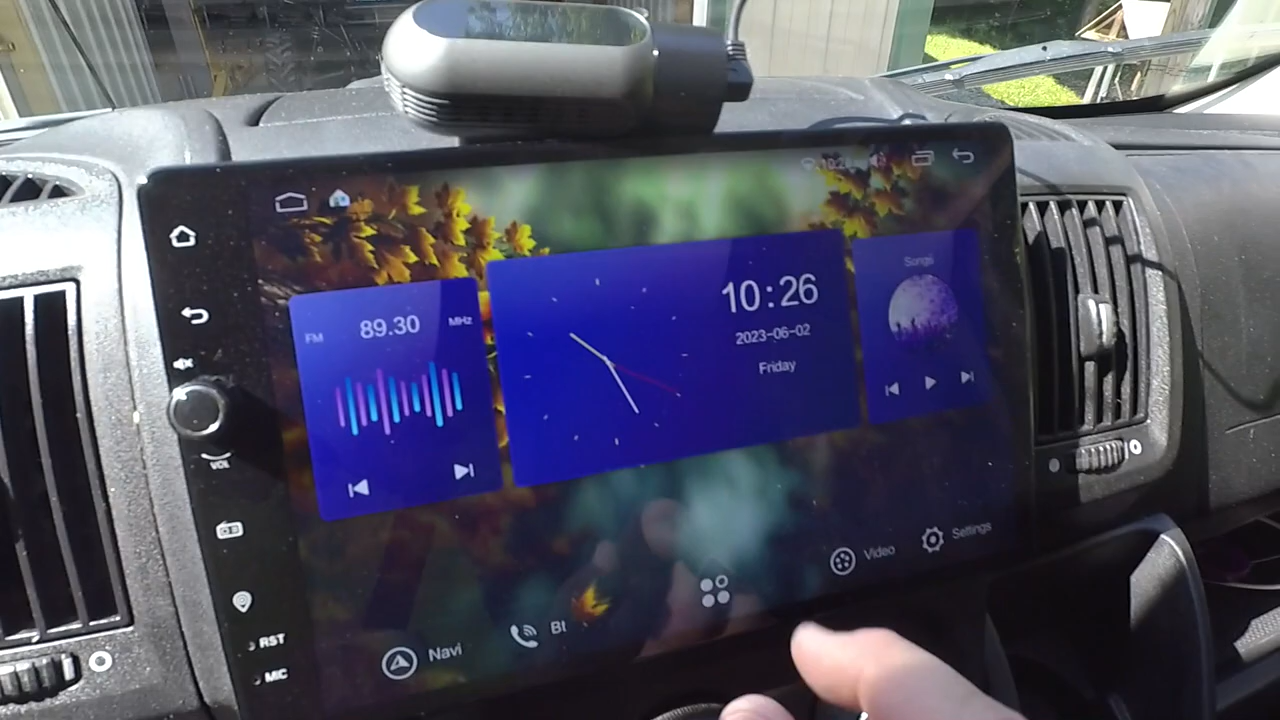 FM
89.30
MHz
10:26
2023-06-02
Friday
Songs
VOL
Navi
Bt
Video
Settings
RST
MIC